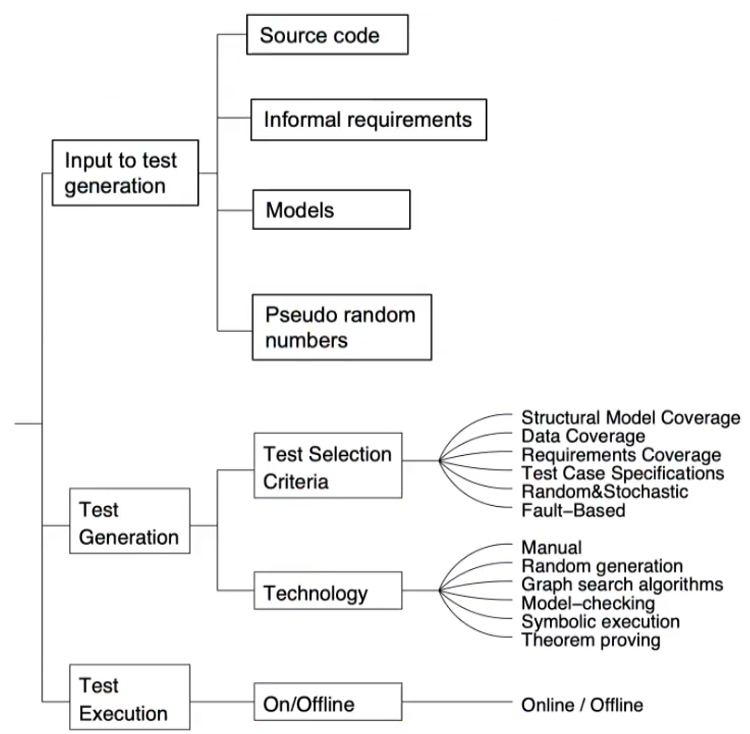 Source code
Informal requirements
Input to test
generation
Models
Pseudo random
numbers
Test Selection
Criteria
Structural Model Coverage
Data Coverage
Requirements Coverage
Test Case Specifications
Random&Stochastic
Fault–Based
Test
Generation
Technology
Manual
Random generation
Graph search algorithms
Model–checking
Symbolic execution
Theorem proving
Test
Execution
On/Offline
Online / Offline